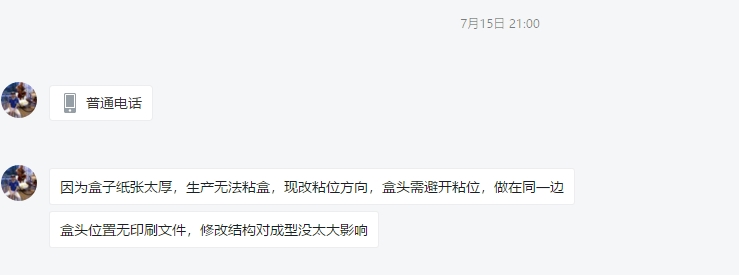 7月15日 21:00
普通电话
因为盒子纸张太厚，生产无法粘盒，现改粘位方向，盒头需避开粘位，做在同一边
盒头位置无印刷文件，修改结构对成型没太大影响